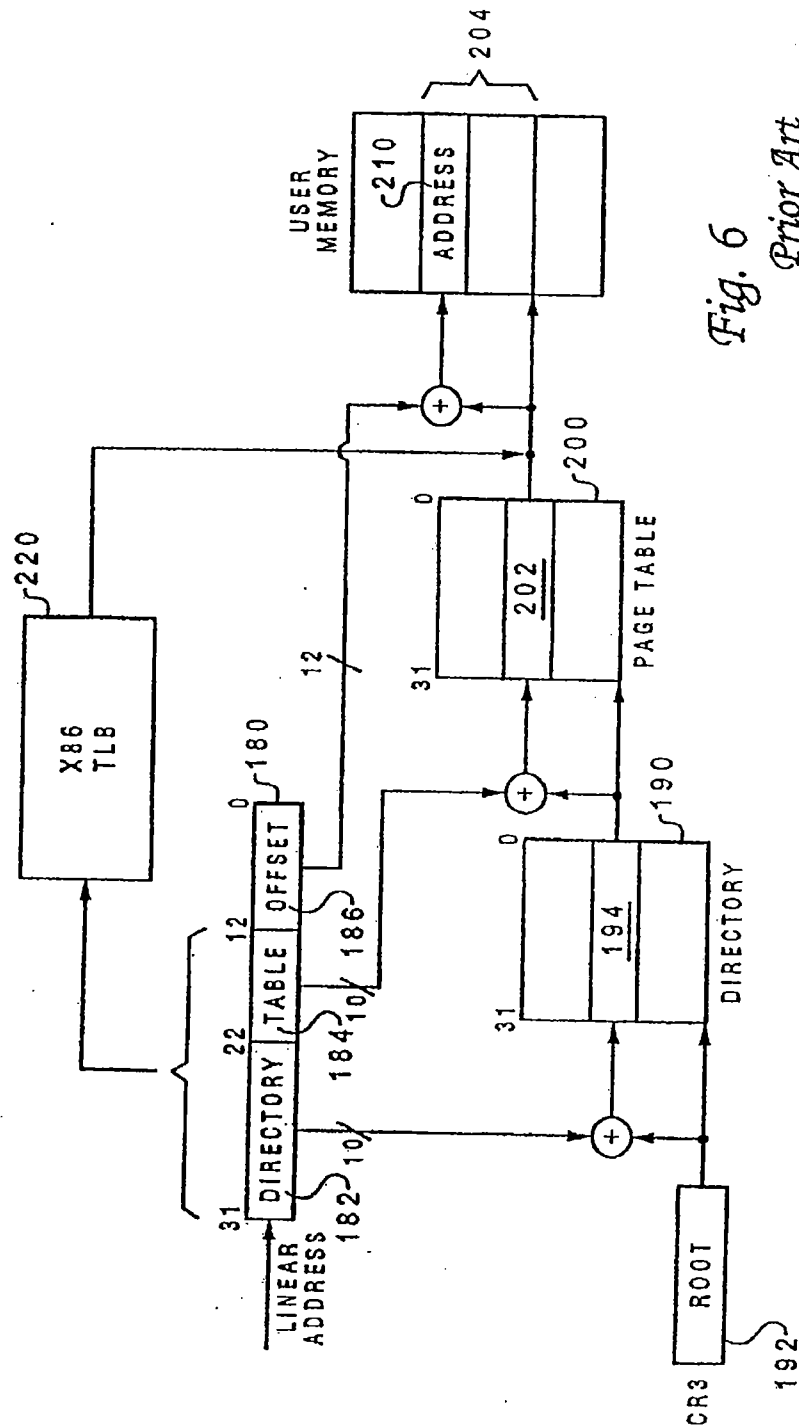 220
X86
TLB
LINEAR
ADDRESS
31
22
12
0
180
DIRECTORY
TABLE
OFFSET
182
184
186
10
10
12
USER
MEMORY
210
ADDRESS
204
31
0
202
200
PAGE TABLE
31
0
194
190
DIRECTORY
CR3
ROOT
192
Fig. 6
Prior Art